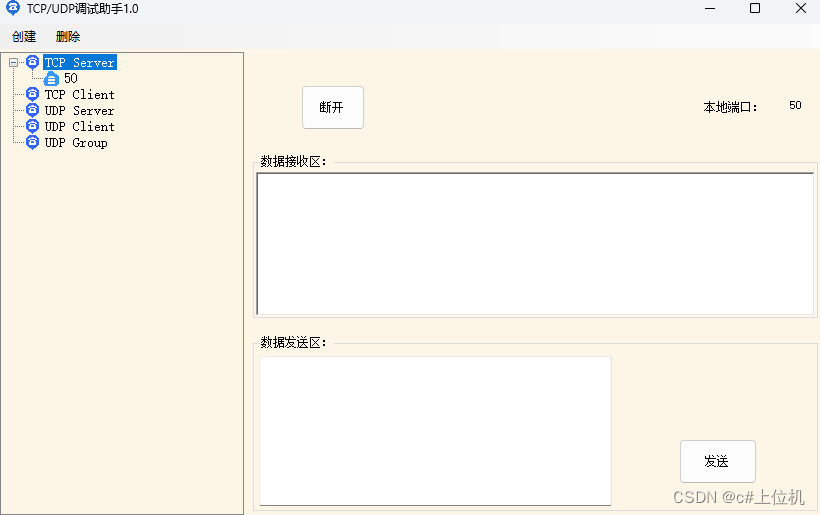 TCP/UDP调试助手1.0
创建 删除
TCP Server
50
TCP Client
UDP Server
UDP Client
UDP Group
断开
本地端口: 50
数据接收区:
数据发送区:
发送
CSDN @c#上位机